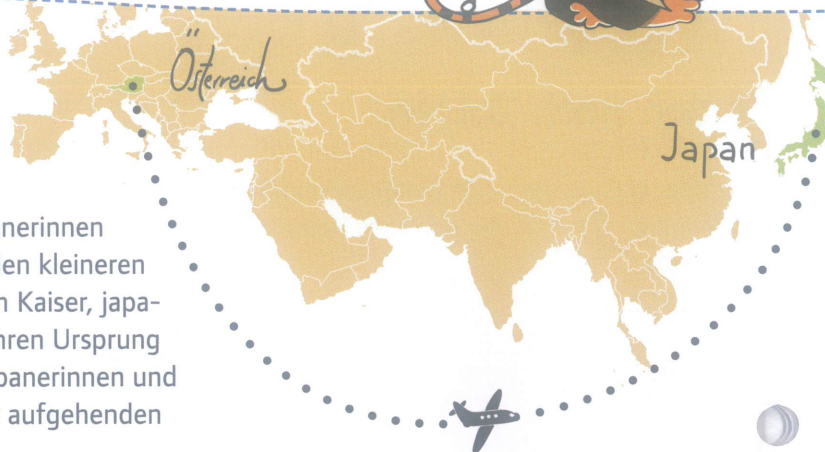 Österreich
Japan
nerinnen
en kleineren
n Kaiser, japa-
hren Ursprung
panerinnen und
aufgehenden